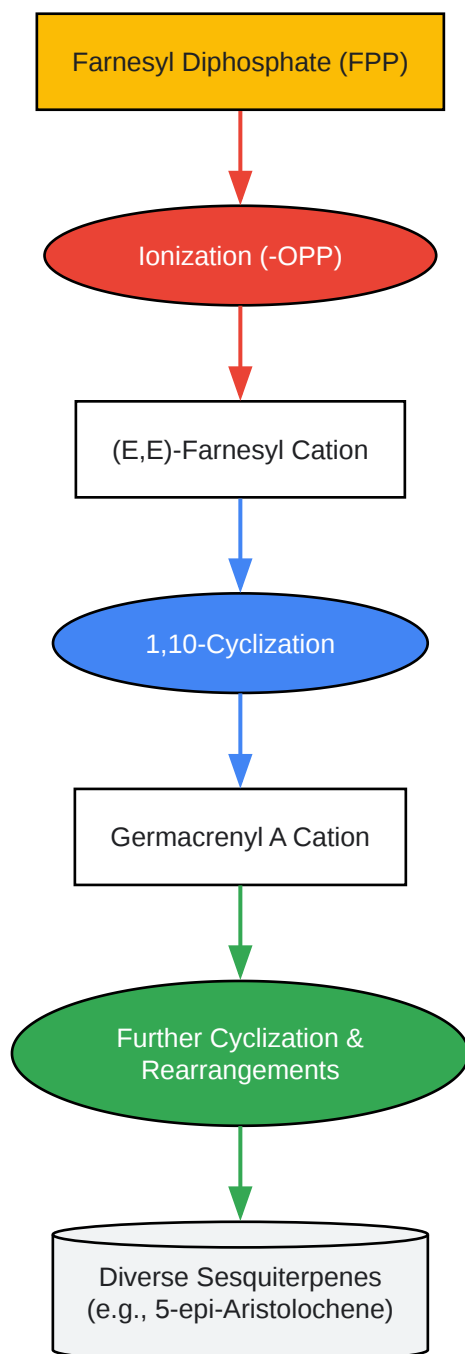 Farnesyl Diphosphate (FPP)
Ionization (-OPP)
(E,E)-Farnesyl Cation
1,10-Cyclization
Germacrenyl A Cation
Further Cyclization &
Rearrangements
Diverse Sesquiterpenes
(e.g., 5-epi-Aristolochene)